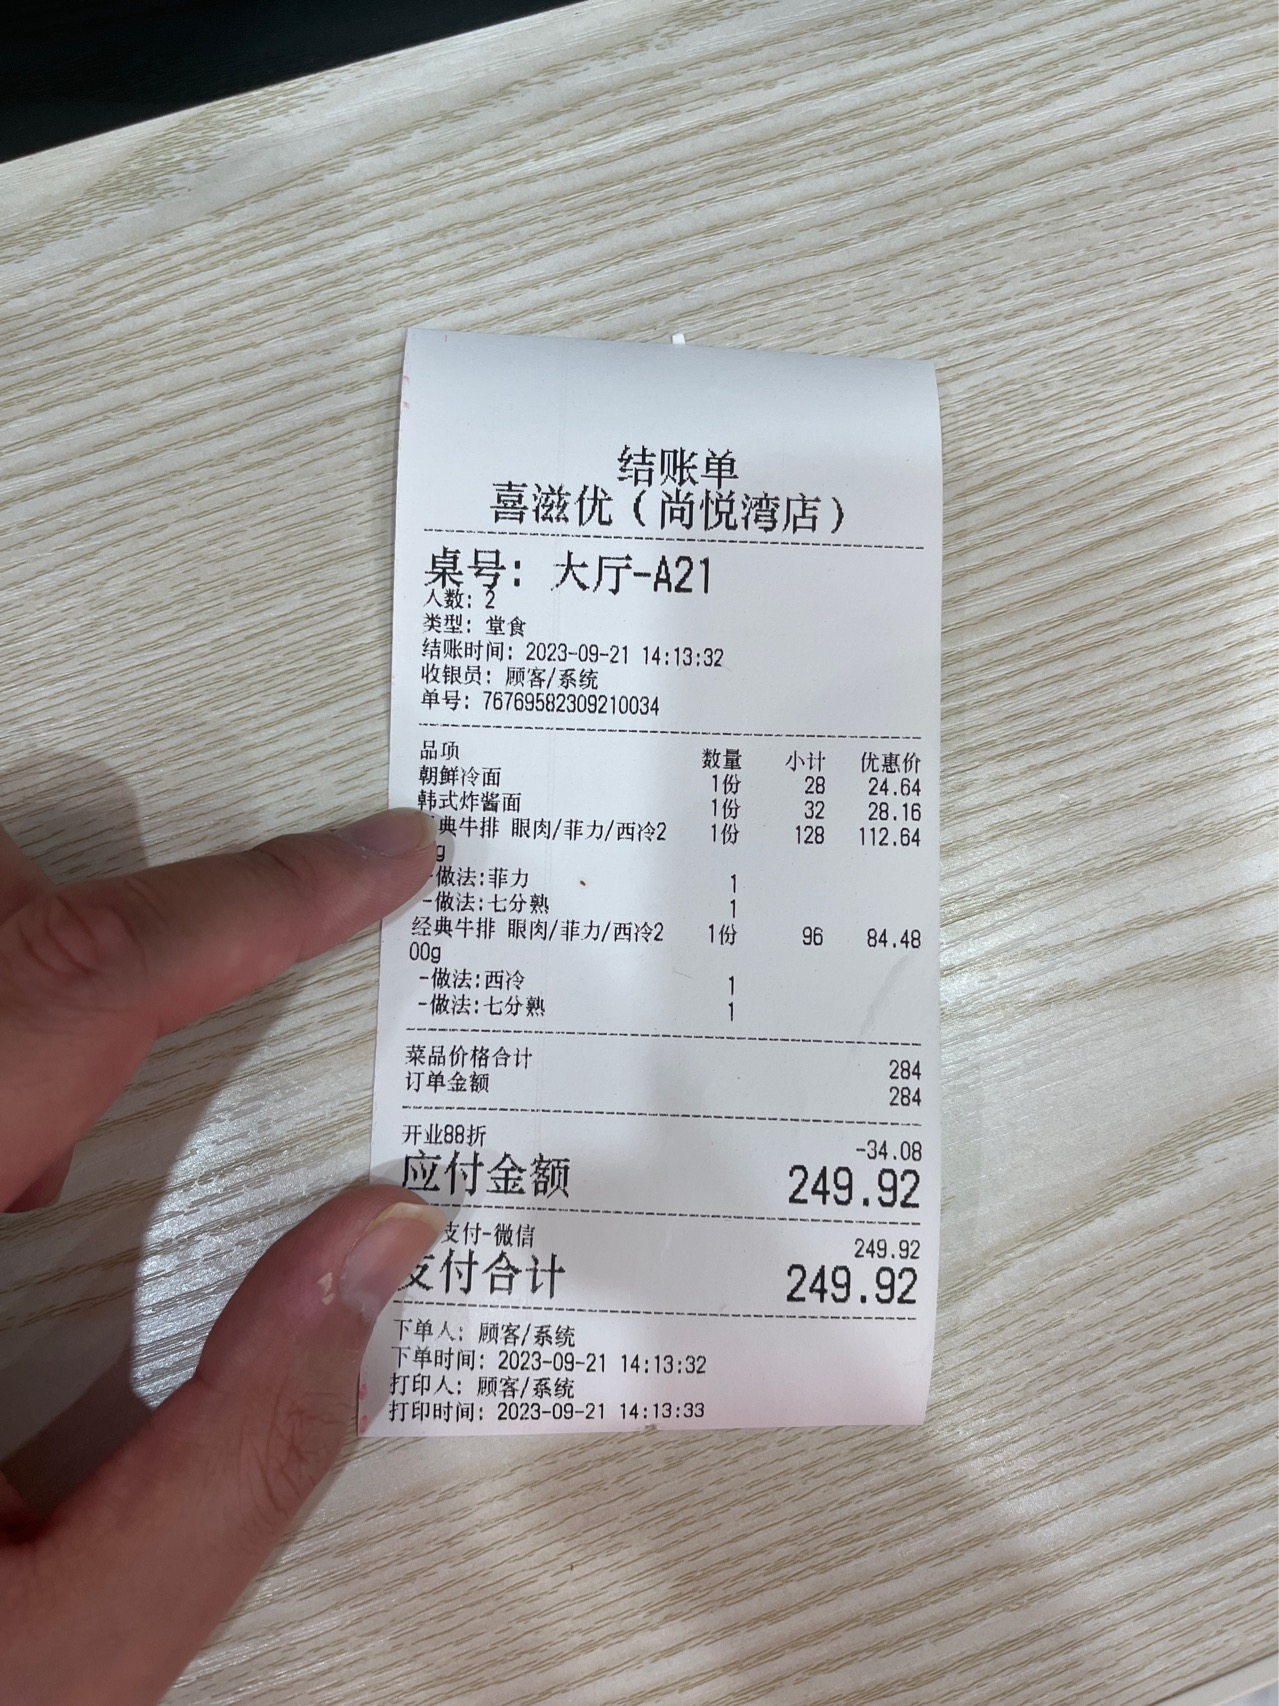 结账单
喜滋优（尚悦湾店）
桌号：大厅-A21
人数：2
类型：堂食
结账时间：2023-09-21 14:13:32
收银员：顾客/系统
单号：76769582309210034
品项 数量 小计 优惠价
朝鲜冷面 1份 28 24.64
韩式炸酱面 1份 32 28.16
典牛排 眼肉/菲力/西冷2 1份 128 112.64
g
-做法:菲力 1
-做法:七分熟 1
经典牛排 眼肉/菲力/西冷2 1份 96 84.48
00g
-做法:西冷 1
-做法:七分熟 1
菜品价格合计 284
订单金额 284
开业88折 -34.08
应付金额 249.92
支付-微信 249.92
支付合计 249.92
下单人：顾客/系统
下单时间：2023-09-21 14:13:32
打印人：顾客/系统
打印时间：2023-09-21 14:13:33